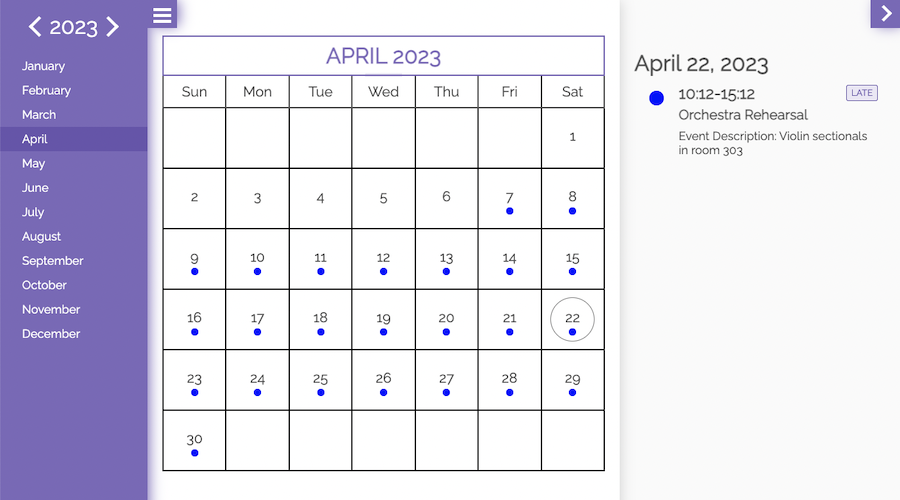 2023
January
February
March
April
May
June
July
August
September
October
November
December
APRIL 2023
Sun Mon Tue Wed Thu Fri Sat
1
2 3 4 5 6 7 8
9 10 11 12 13 14 15
16 17 18 19 20 21 22
23 24 25 26 27 28 29
30
April 22, 2023
10:12-15:12 LATE
Orchestra Rehearsal
Event Description: Violin sectionals
in room 303